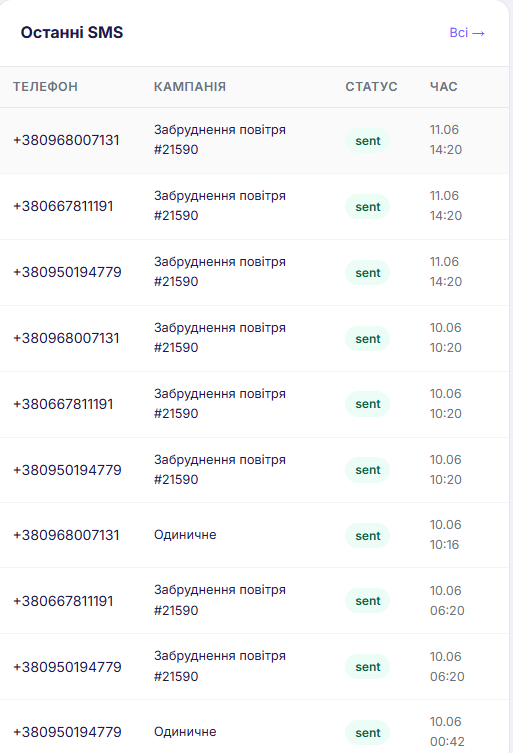 Останні SMS Всі →
ТЕЛЕФОН КАМПАНІЯ СТАТУС ЧАС
+380968007131 Забруднення повітря #21590 sent 11.06 14:20
+380667811191 Забруднення повітря #21590 sent 11.06 14:20
+380950194779 Забруднення повітря #21590 sent 11.06 14:20
+380968007131 Забруднення повітря #21590 sent 10.06 10:20
+380667811191 Забруднення повітря #21590 sent 10.06 10:20
+380950194779 Забруднення повітря #21590 sent 10.06 10:20
+380968007131 Одиничне sent 10.06 10:16
+380667811191 Забруднення повітря #21590 sent 10.06 06:20
+380950194779 Забруднення повітря #21590 sent 10.06 06:20
+380950194779 Одиничне sent 10.06 00:42